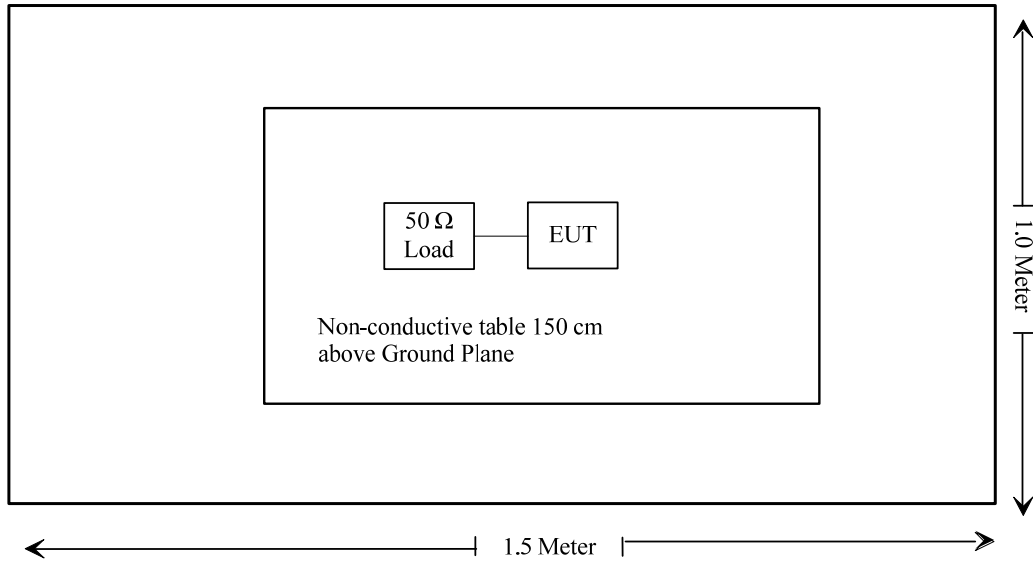 50 Ω
Load
EUT
Non-conductive table 150 cm
above Ground Plane
1.0 Meter
1.5 Meter